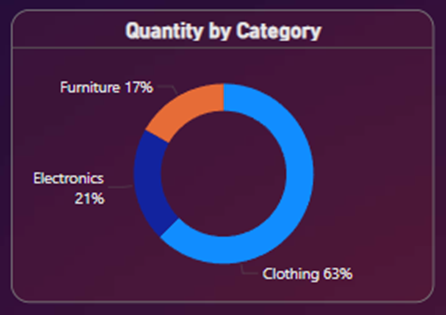 Quantity by Category
Furniture 17%
Electronics
21%
Clothing 63%